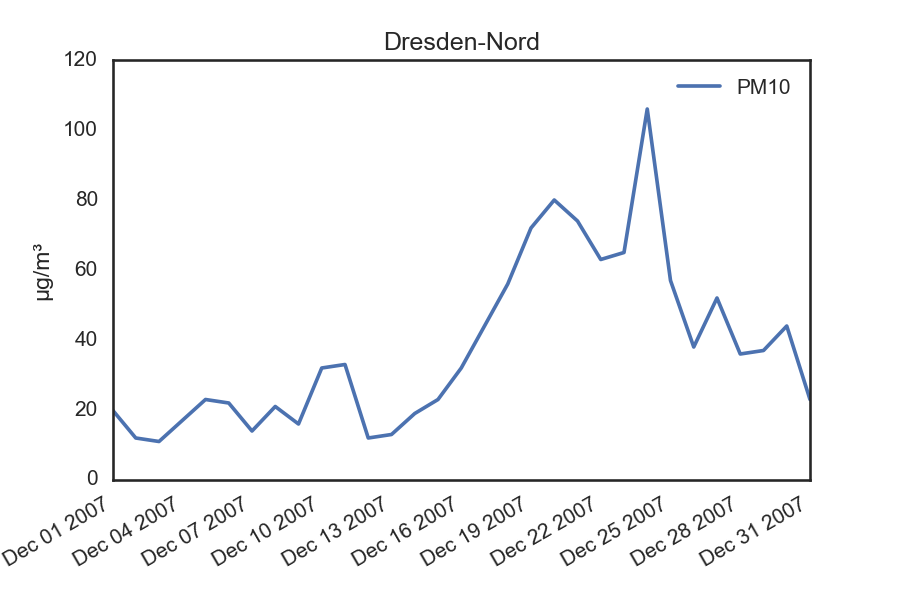 Dresden-Nord
120
100
80
60
40
20
0
µg/m³
PM10
Dec 01 2007
Dec 04 2007
Dec 07 2007
Dec 10 2007
Dec 13 2007
Dec 16 2007
Dec 19 2007
Dec 22 2007
Dec 25 2007
Dec 28 2007
Dec 31 2007